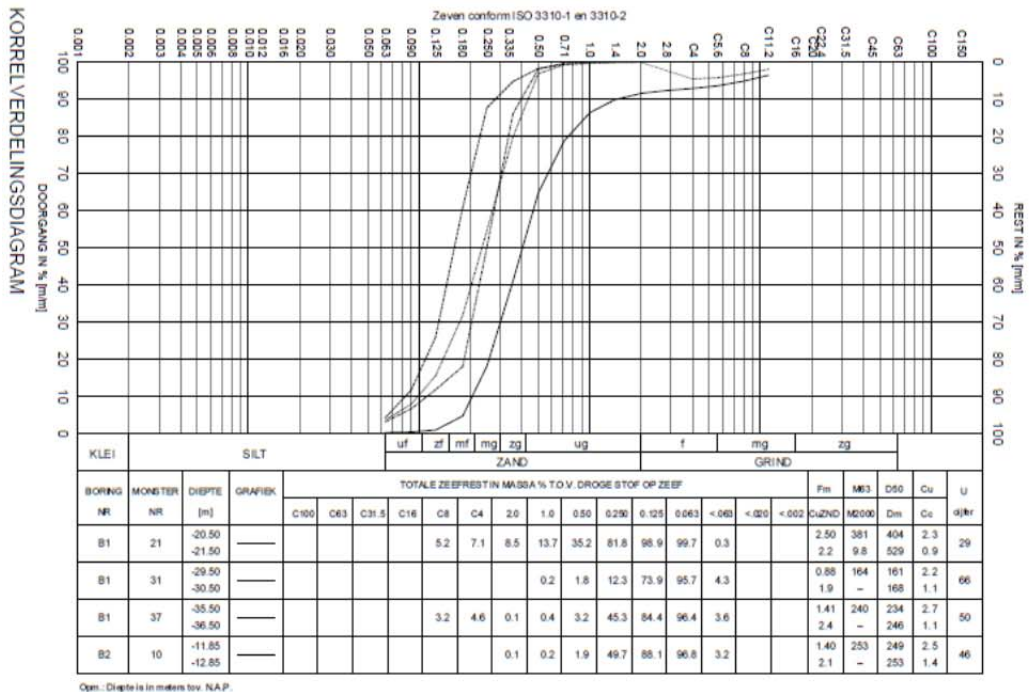 Zeven conform ISO 3310-1 en 3310-2
0.001 0.002 0.003 0.004 0.005 0.006 0.008 0.010 0.012 0.016 0.020 0.030 0.050 0.063 0.090 0.125 0.180 0.250 0.335 0.50 0.71 1.0 1.4 2.0 2.8 C4 C5.6 C8 C11.2 C16 C20 C22.4 C31.5 C45 C63 C100 C150
KORRELVERDELINGSDIAGRAM
DOORGANG IN % [m/m]
100 90 80 70 60 50 40 30 20 10 0
REST IN % [m/m]
0 10 20 30 40 50 60 70 80 90 100
KLEI SILT uf zf mf mg zg ug f mg zg
ZAND GRIND
BORING MONSTER DIEPTE GRAFIEK TOTALE ZEEFREST IN MASSA % T.O.V. DROGE STOF OP ZEEF Fm M63 D50 Cu U
NR NR [m] C100 C63 C31.5 C16 C8 C4 2.0 1.0 0.50 0.250 0.125 0.063 <.063 <.020 <.002 CuZND M2000 Dm Cc cijfer
B1 21 -20.50 5.2 7.1 8.5 13.7 35.2 81.8 98.9 99.7 0.3 2.50 381 404 2.3 29
-21.50 2.2 9.8 529 0.9
B1 31 -29.50 0.2 1.8 12.3 73.9 95.7 4.3 0.88 164 161 2.2 66
-30.50 1.9 – 168 1.1
B1 37 -35.50 3.2 4.6 0.1 0.4 3.2 45.3 84.4 96.4 3.6 1.41 240 234 2.7 50
-36.50 2.4 – 246 1.1
B2 10 -11.85 0.1 0.2 1.9 49.7 88.1 96.8 3.2 1.40 253 249 2.5 46
-12.85 2.1 – 253 1.4
Opm.: Diepte is in meters tov. N.A.P.